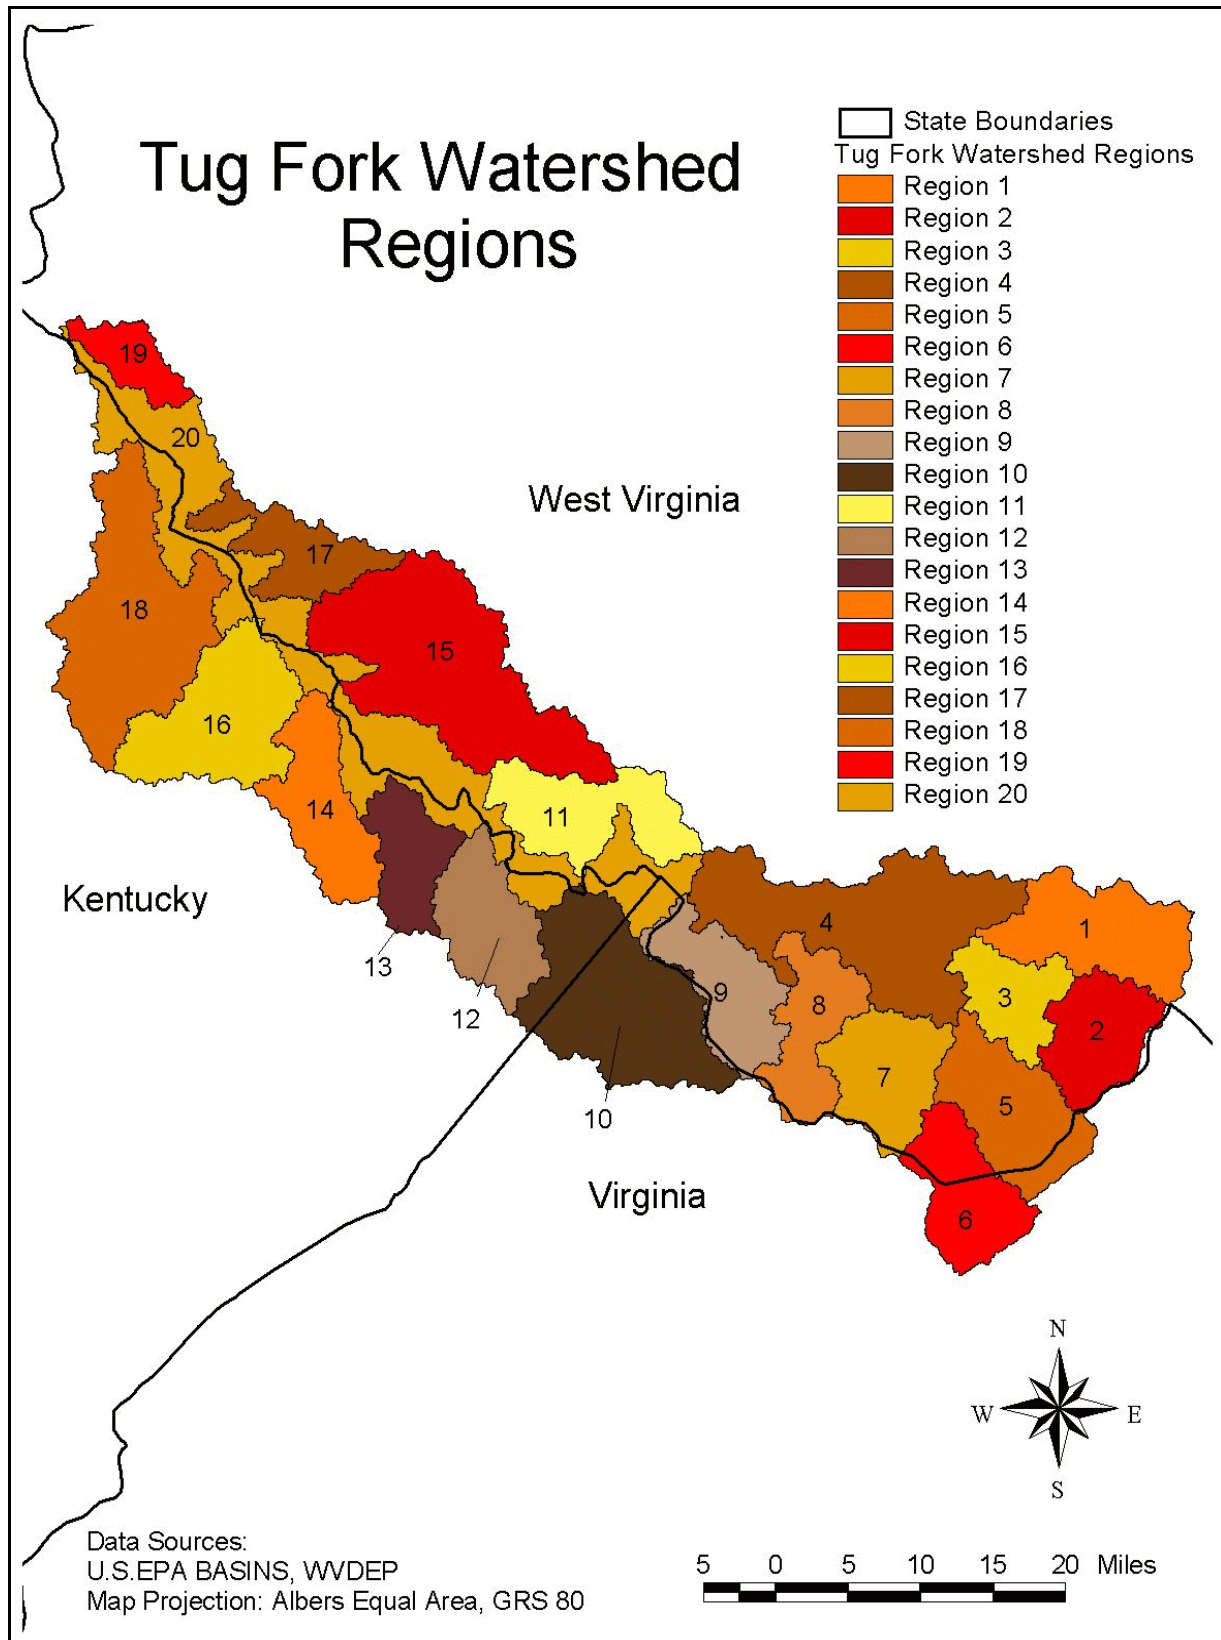 Tug Fork Watershed
Regions
State Boundaries
Tug Fork Watershed Regions
Region 1
Region 2
Region 3
Region 4
Region 5
Region 6
Region 7
Region 8
Region 9
Region 10
Region 11
Region 12
Region 13
Region 14
Region 15
Region 16
Region 17
Region 18
Region 19
Region 20
19
20
West Virginia
17
18
15
16
14
11
Kentucky
13
12
10
4
1
9
8
3
2
7
5
6
Virginia
N
W
E
S
Data Sources:
U.S.EPA BASINS, WVDEP
Map Projection: Albers Equal Area, GRS 80
5 0 5 10 15 20 Miles